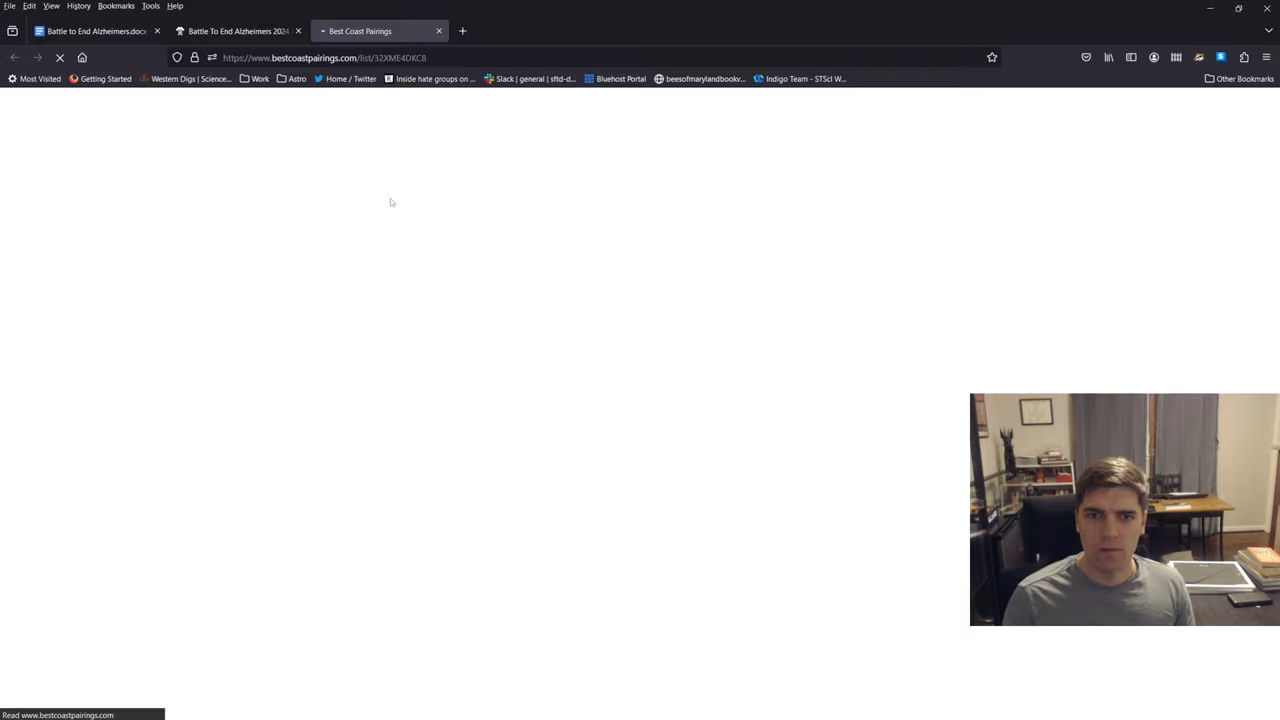 File Edit View History Bookmarks Tools Help
Battle to End Alzheimers.docx Battle To End Alzheimers 2024 Best Coast Pairings
https://www.bestcoastpairings.com/list/32XME4DKC8
Most Visited Getting Started Western Digs | Science... Work Astro Home / Twitter Inside hate groups on ... Slack | general | sftd-... Bluehost Portal beesofmarylandbookv... Indigo Team - STScI W... Other Bookmarks
Read www.bestcoastpairings.com